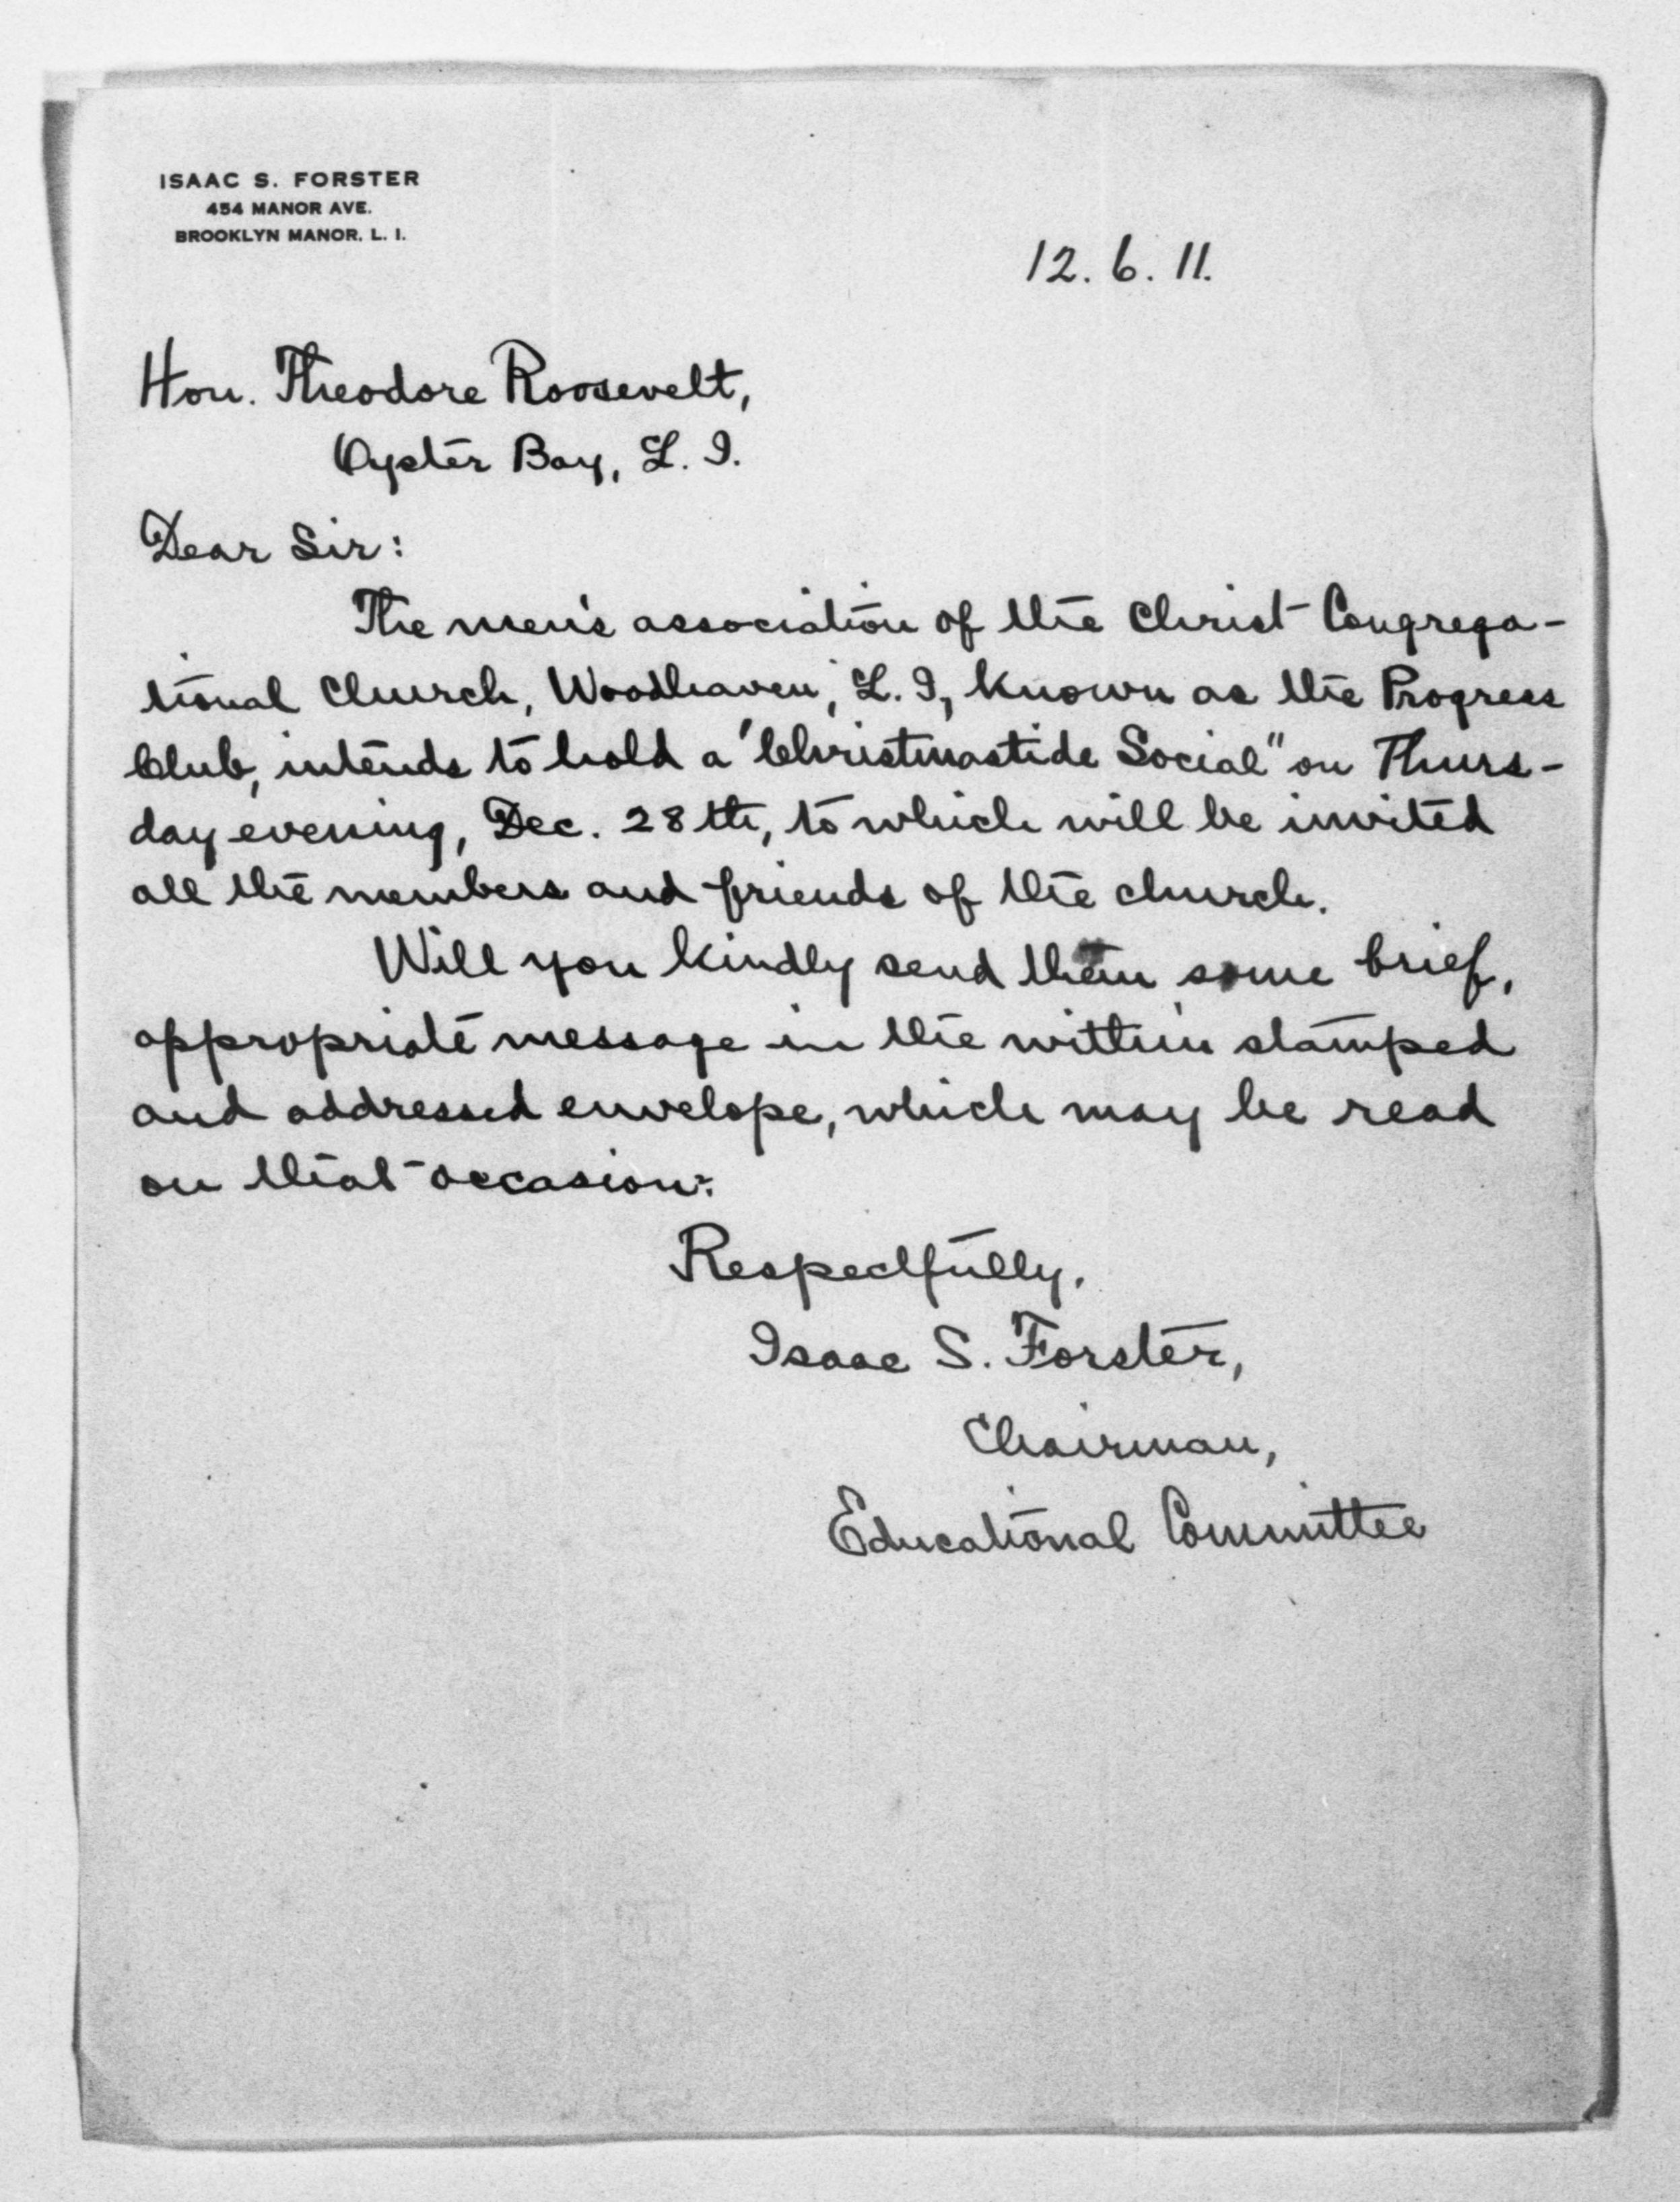 ISAAC S. FORSTER
454 MANOR AVE.
BROOKLYN MANOR, L. I.
12. 6. 11.
Hon. Theodore Roosevelt,
Oyster Bay, L. I.
Dear Sir:
The men's association of the Christ Congrega-
tional Church, Woodhaven, L. I., known as the Progress
Club, intends to hold a "Christmastide Social" on Thurs-
day evening, Dec. 28th, to which will be invited
all the members and friends of the church.
Will you kindly send them some brief,
appropriate message in the within stamped
and addressed envelope, which may be read
on that occasion.
Respectfully,
Isaac S. Forster,
Chairman,
Educational Committee